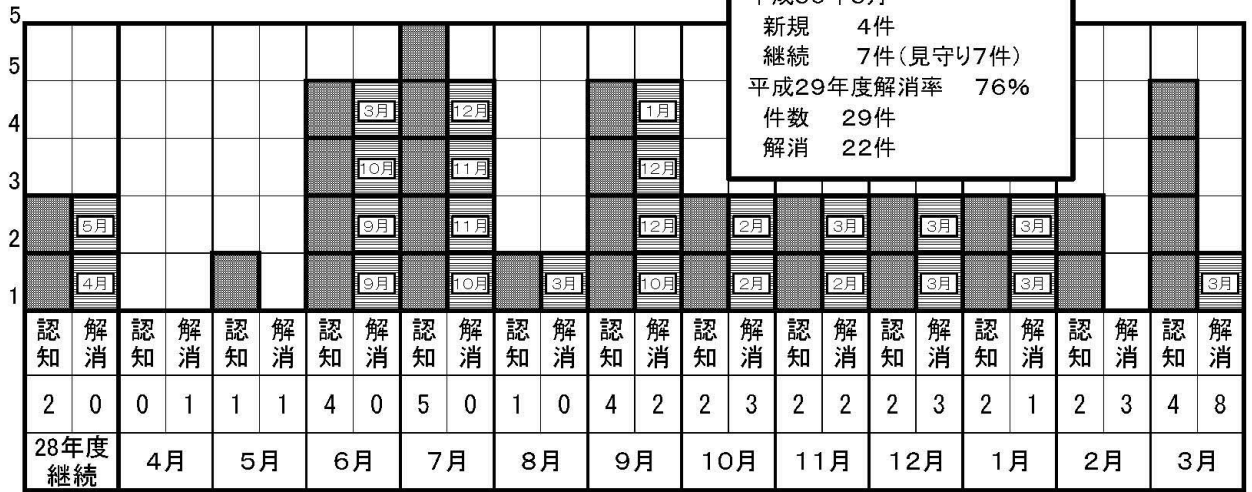 新規 4件
継続 7件(見守り7件)
平成29年度解消率 76%
件数 29件
解消 22件
5
5
4
3
2
1
3月 12月 1月
10月 11月 12月
5月 9月 11月 12月 2月 3月 3月 3月
4月 9月 10月 3月 10月 2月 2月 3月 3月 3月
認知 解消 認知 解消 認知 解消 認知 解消 認知 解消 認知 解消 認知 解消 認知 解消 認知 解消 認知 解消 認知 解消 認知 解消 認知 解消
2 0 0 1 1 1 4 0 5 0 1 0 4 2 2 3 2 2 2 3 2 1 2 3 4 8
28年度継続 4月 5月 6月 7月 8月 9月 10月 11月 12月 1月 2月 3月